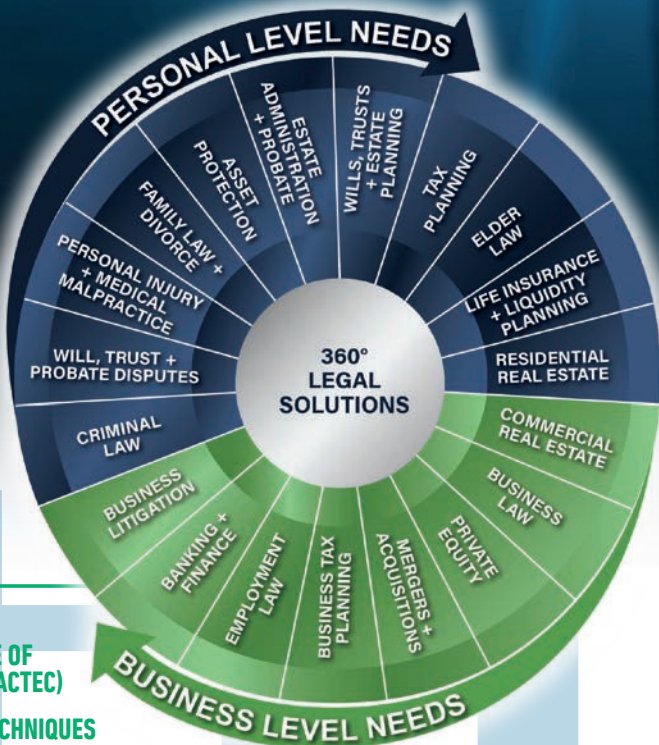 PERSONAL LEVEL NEEDS
CRIMINAL
LAW
WILL, TRUST +
PROBATE DISPUTES
PERSONAL INJURY
+ MEDICAL
MALPRACTICE
FAMILY LAW +
DIVORCE
ASSET
PROTECTION
ESTATE
ADMINISTRATION
+ PROBATE
WILLS, TRUSTS
+ ESTATE
PLANNING
TAX
PLANNING
ELDER
LAW
LIFE INSURANCE
+ LIQUIDITY
PLANNING
RESIDENTIAL
REAL ESTATE
360°
LEGAL
SOLUTIONS
COMMERCIAL
REAL ESTATE
BUSINESS
LAW
PRIVATE
EQUITY
MERGERS +
ACQUISITIONS
BUSINESS TAX
PLANNING
EMPLOYMENT
LAW
BANKING +
FINANCE
BUSINESS
LITIGATION
BUSINESS LEVEL NEEDS
OF
ACTEC)